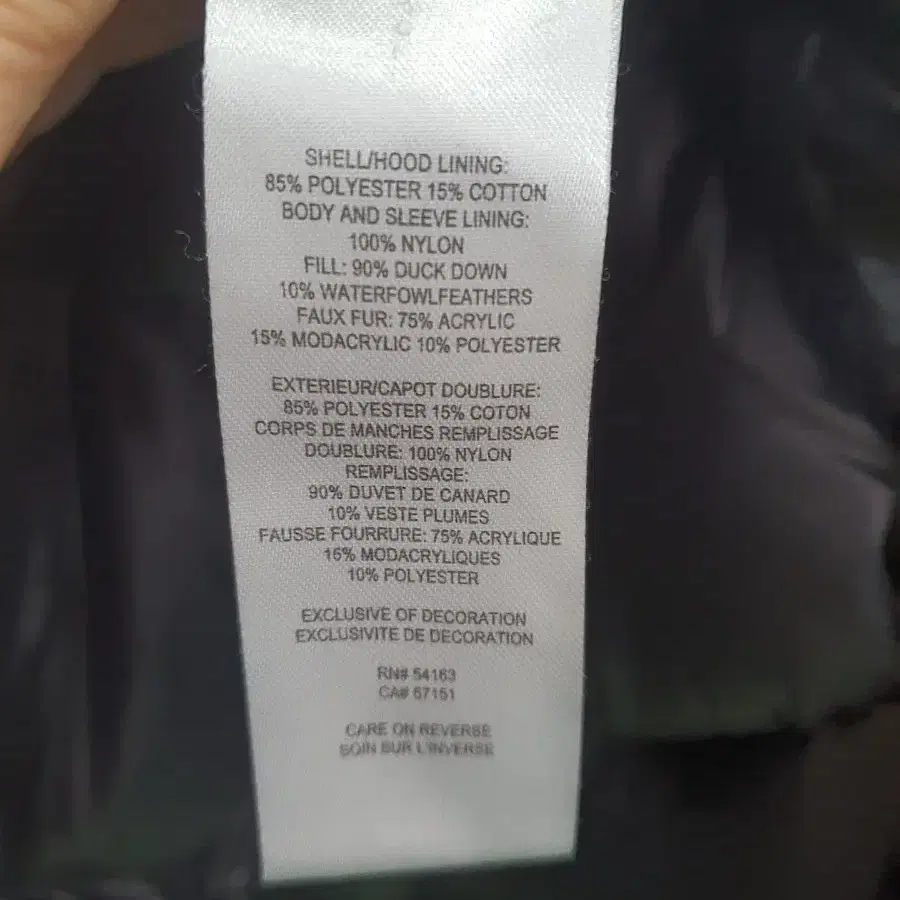 SHELL/HOOD LINING:
85% POLYESTER 15% COTTON
BODY AND SLEEVE LINING:
100% NYLON
FILL: 90% DUCK DOWN
10% WATERFOWLFEATHERS
FAUX FUR: 75% ACRYLIC
15% MODACRYLIC 10% POLYESTER
EXTERIEUR/CAPOT DOUBLURE:
85% POLYESTER 15% COTON
CORPS DE MANCHES REMPLISSAGE
DOUBLURE: 100% NYLON
REMPLISSAGE:
90% DUVET DE CANARD
10% VESTE PLUMES
FAUSSE FOURRURE: 75% ACRYLIQUE
15% MODACRYLIQUES
10% POLYESTER
EXCLUSIVE OF DECORATION
EXCLUSIVITE DE DECORATION
RN# 54163
CA# 57151
CARE ON REVERSE
SOIN SUR L'INVERSE